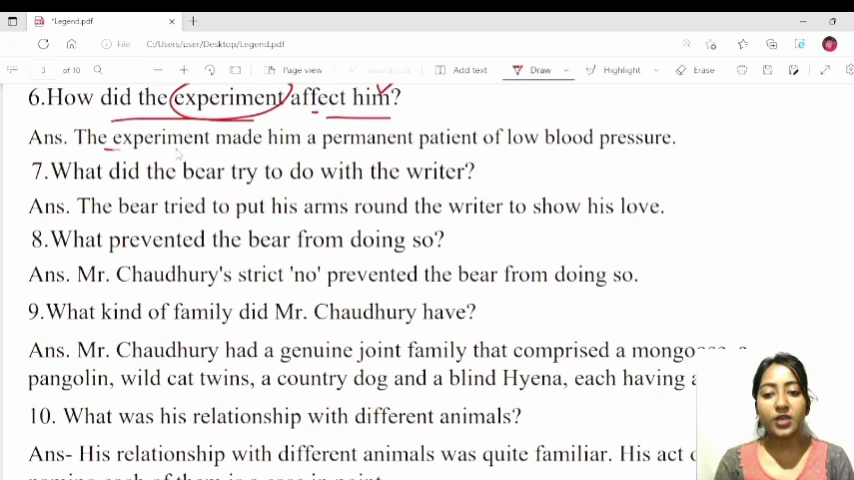 *Legend.pdf
File
C:/Users/user/Desktop/Legend.pdf
3 of 10
Page view
Add text
Draw
Highlight
Erase
6.How did the experiment affect him?
Ans. The experiment made him a permanent patient of low blood pressure.
7.What did the bear try to do with the writer?
Ans. The bear tried to put his arms round the writer to show his love.
8.What prevented the bear from doing so?
Ans. Mr. Chaudhury's strict 'no' prevented the bear from doing so.
9.What kind of family did Mr. Chaudhury have?
Ans. Mr. Chaudhury had a genuine joint family that comprised a
pangolin, wild cat twins, a country dog and a blind Hyena, each having
10. What was his relationship with different animals?
Ans- His relationship with different animals was quite familiar. His act